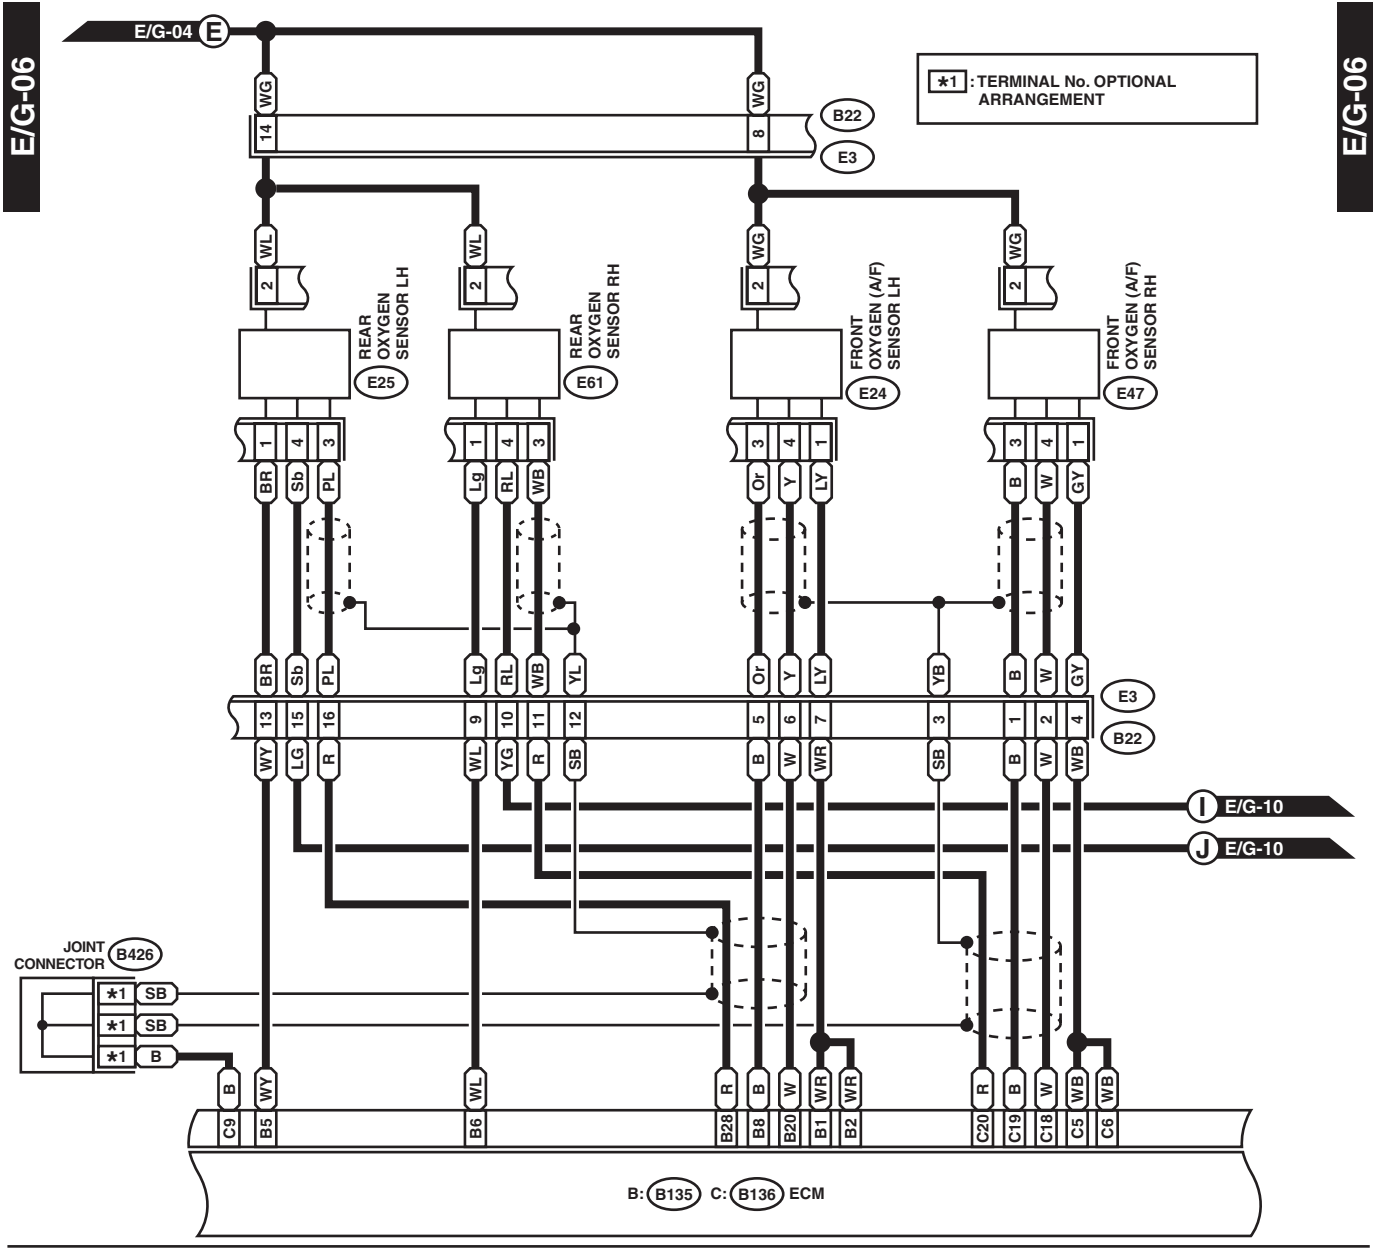 E/G-06
E/G-06
E/G-04 E
*1 : TERMINAL No. OPTIONAL
ARRANGEMENT
WG WG
14 8 B22
E3
WL WL WG WG
2 2 2 2
REAR
OXYGEN
SENSOR LH
E25
REAR
OXYGEN
SENSOR RH
E61
FRONT
OXYGEN (A/F)
SENSOR LH
E24
FRONT
OXYGEN (A/F)
SENSOR RH
E47
1 4 3 1 4 3 3 4 1 3 4 1
BR Sb PL Lg RL WB Or Y LY B W GY
BR Sb PL Lg RL WB YL Or Y LY YB B W GY
E3
13 15 16 9 10 11 12 5 6 7 3 1 2 4
B22
WY LG R WL YG R SB B W WR SB B W WB
I E/G-10
J E/G-10
JOINT
CONNECTOR B426
*1 SB
*1 SB
*1 B
B WY WL R B W WR WR R B W WB WB
C9 B5 B6 B28 B8 B20 B1 B2 C20 C19 C18 C5 C6
B: B135 C: B136 ECM